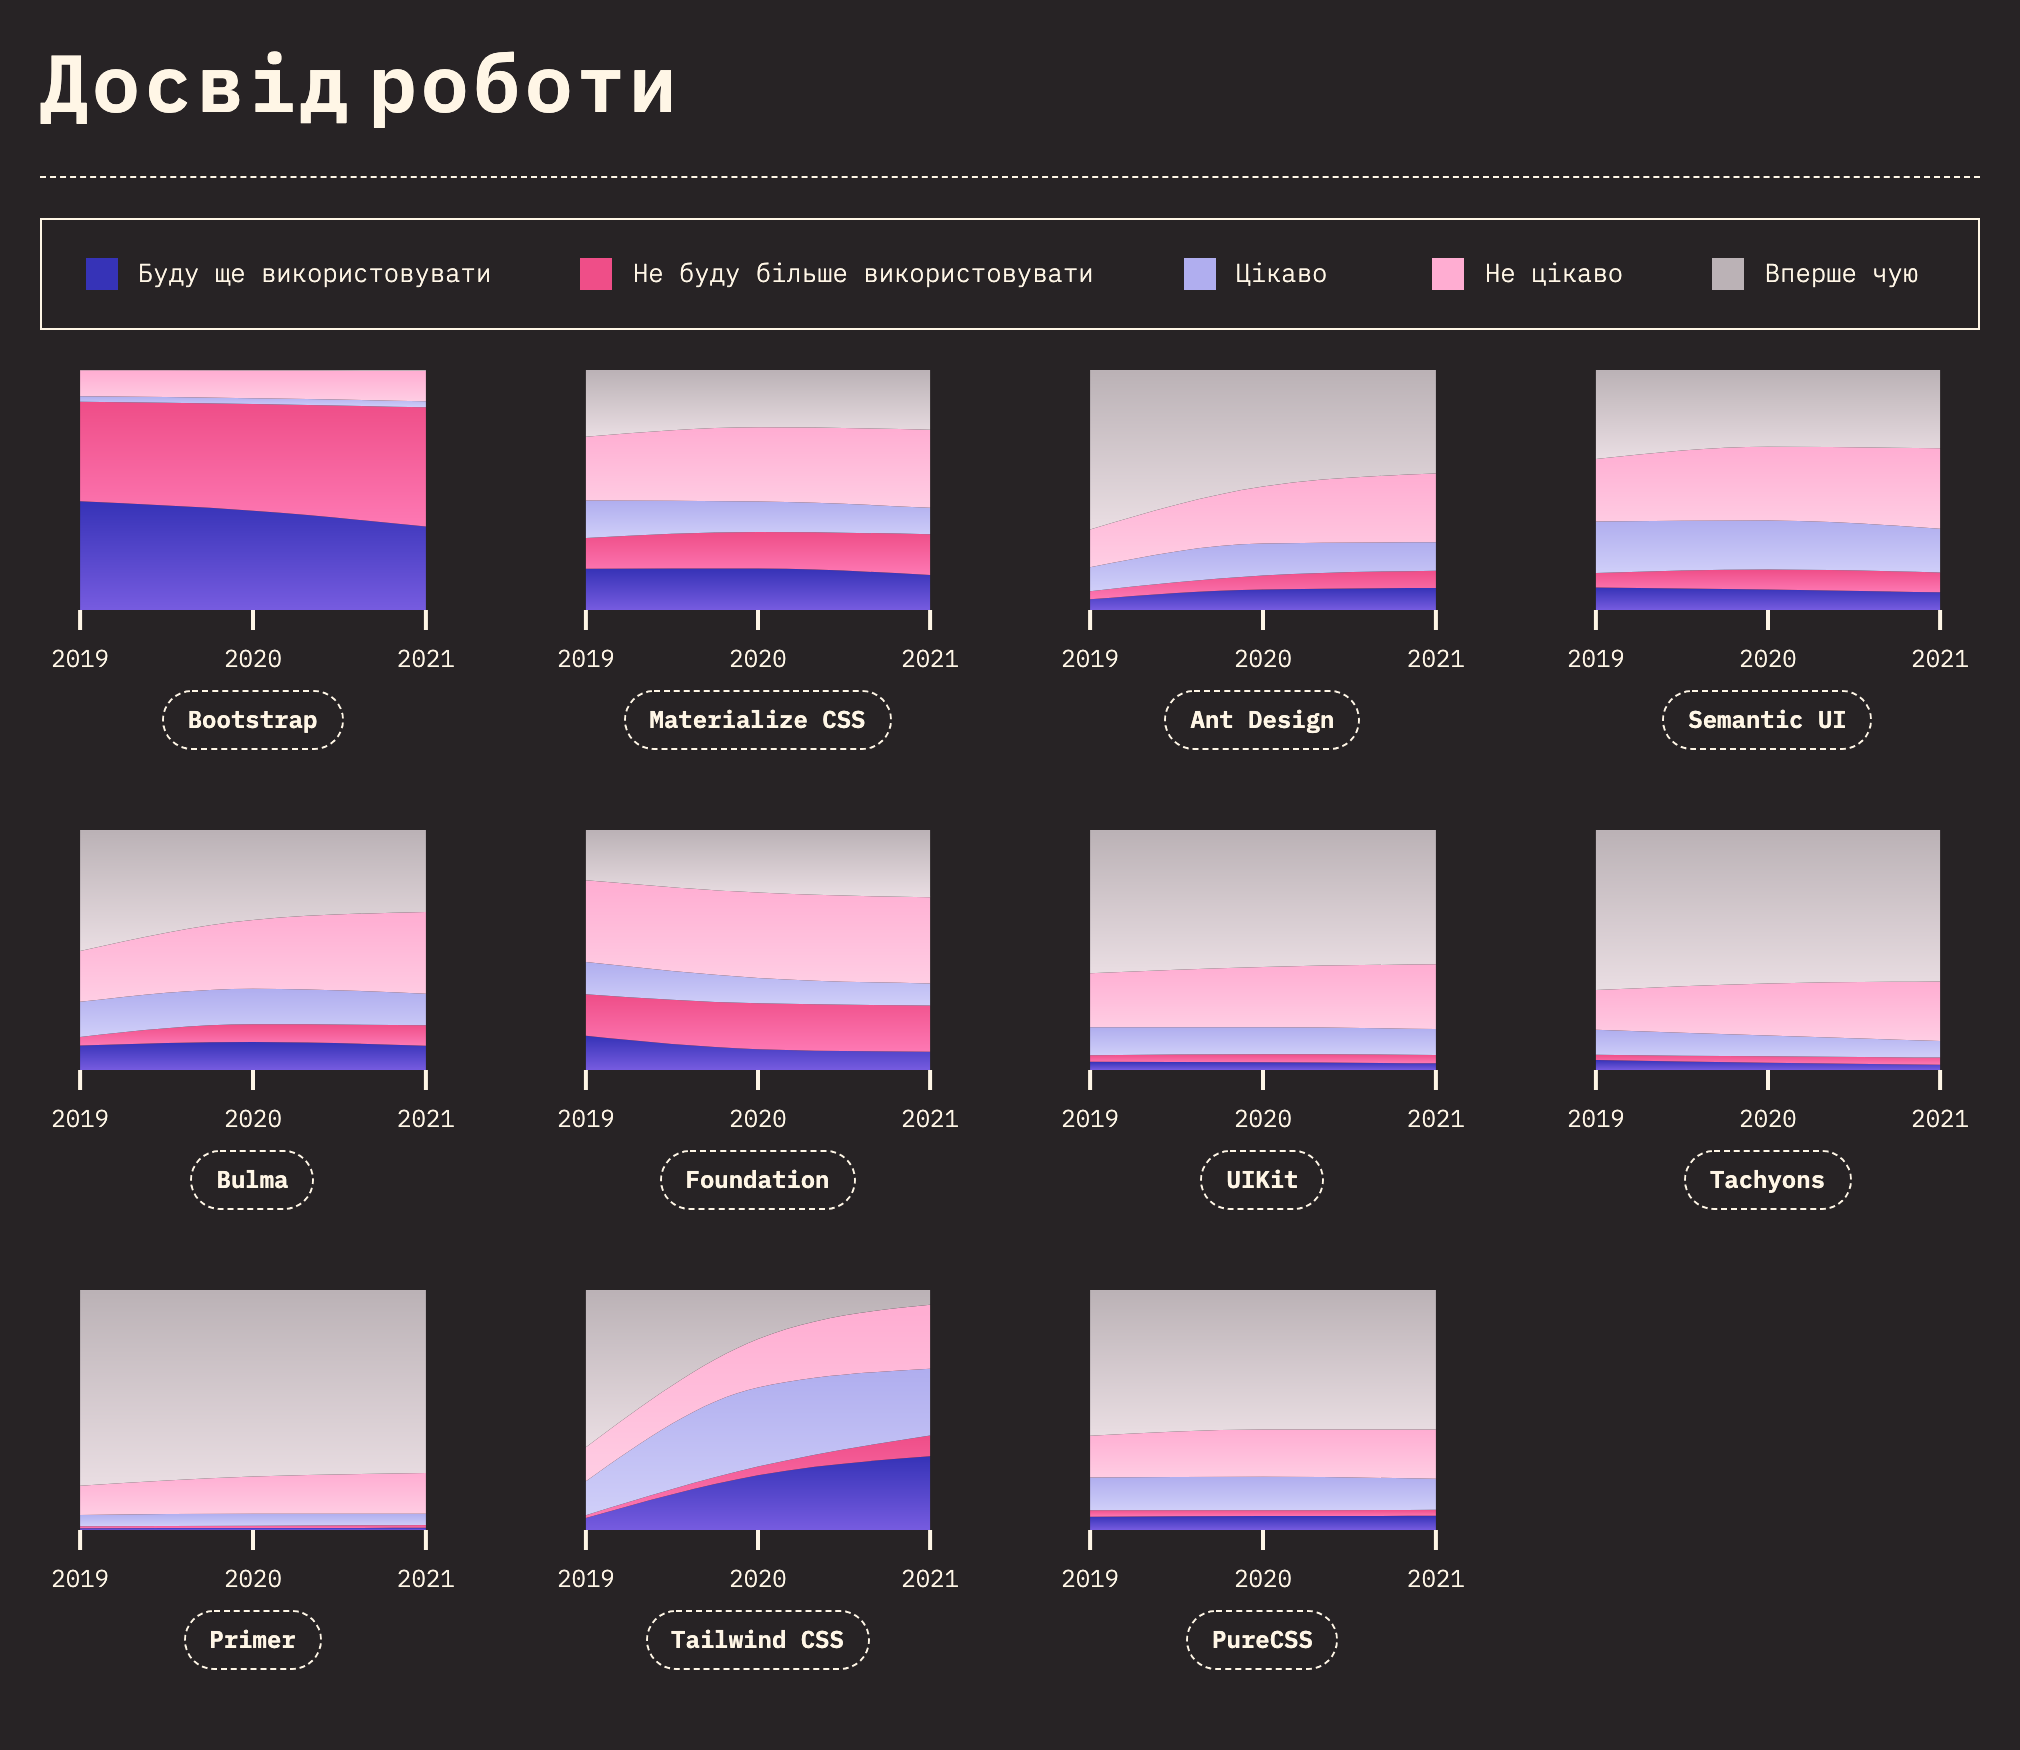 Досвід роботи
Буду ще використовувати Не буду більше використовувати Цікаво Не цікаво Вперше чую
2019 2020 2021 2019 2020 2021 2019 2020 2021 2019 2020 2021
Bootstrap Materialize CSS Ant Design Semantic UI
2019 2020 2021 2019 2020 2021 2019 2020 2021 2019 2020 2021
Bulma Foundation UIKit Tachyons
2019 2020 2021 2019 2020 2021 2019 2020 2021
Primer Tailwind CSS PureCSS